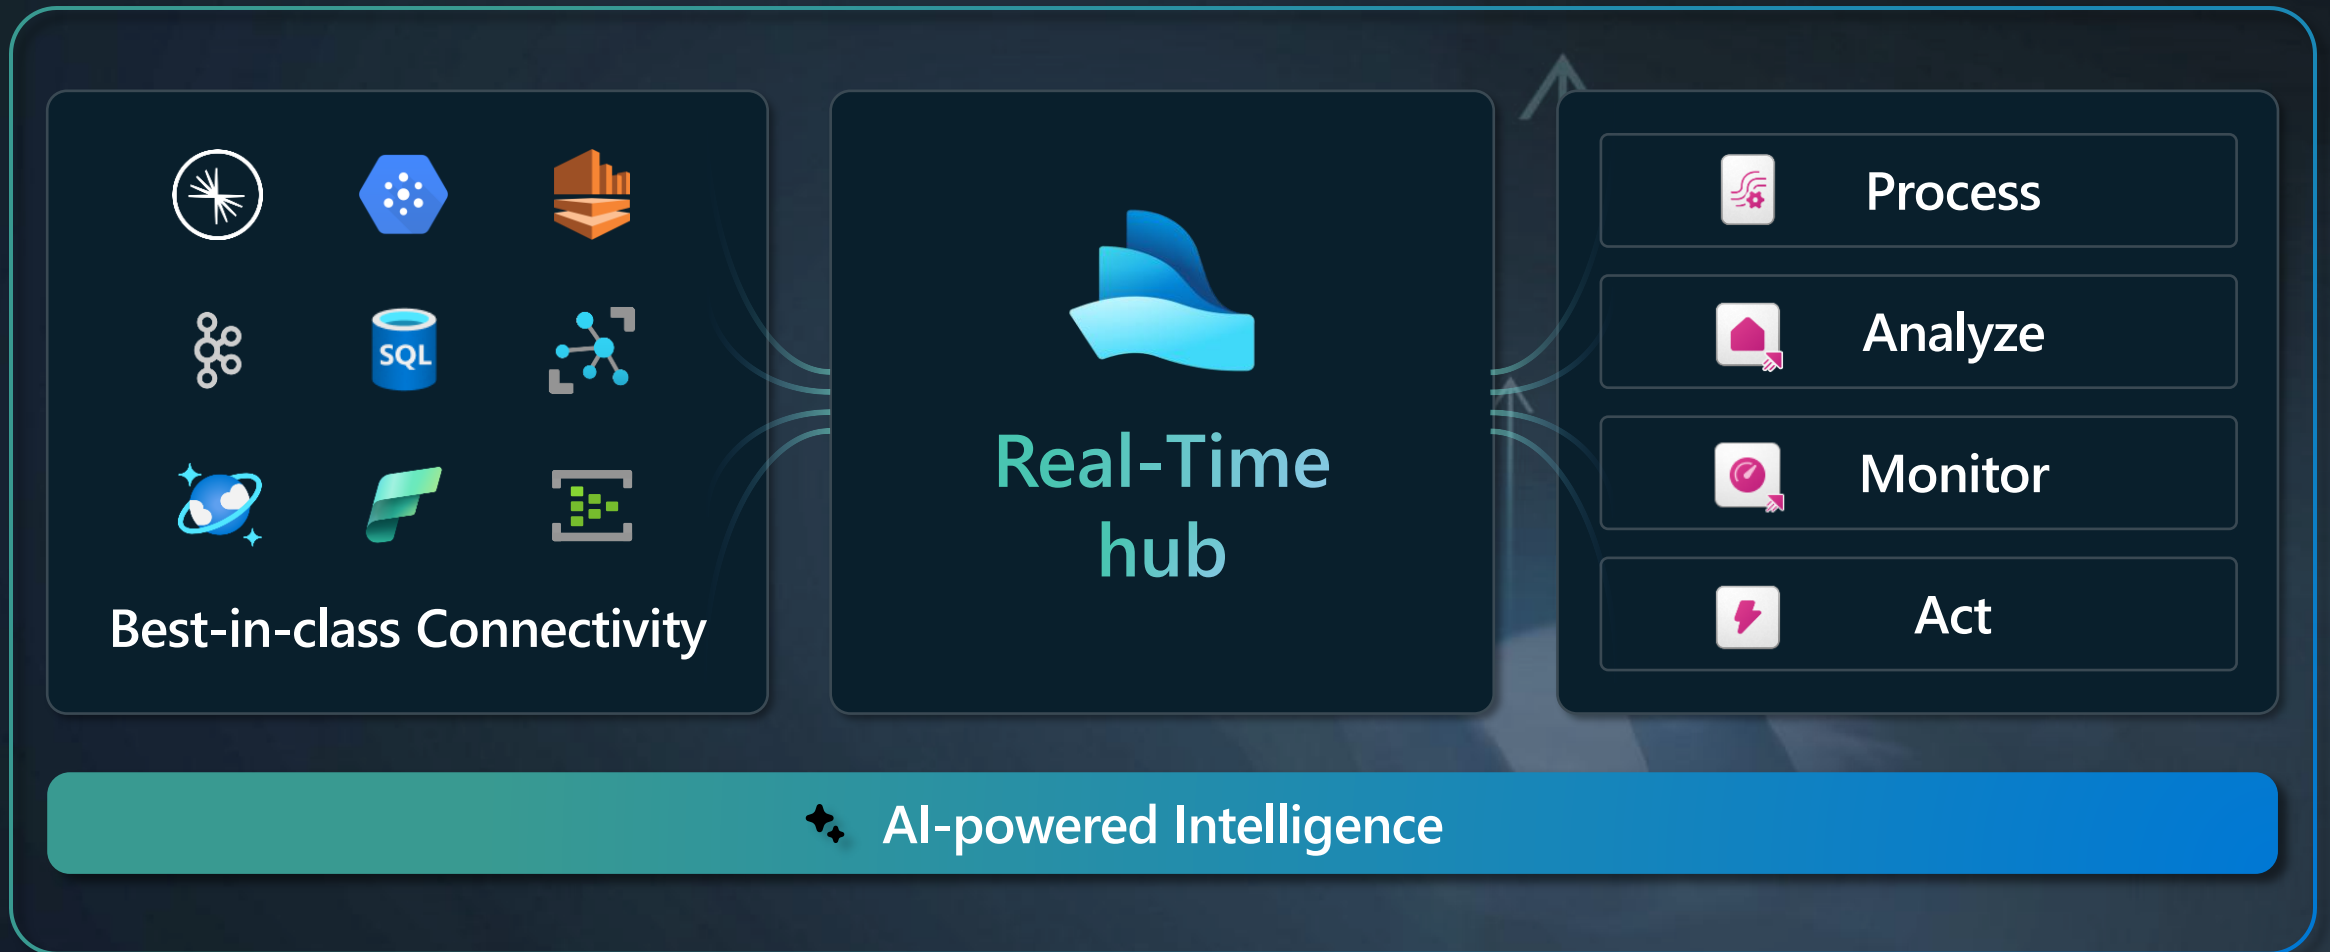 SQL
Best-in-class Connectivity
Real-Time
hub
Process
Analyze
Monitor
Act
AI-powered Intelligence